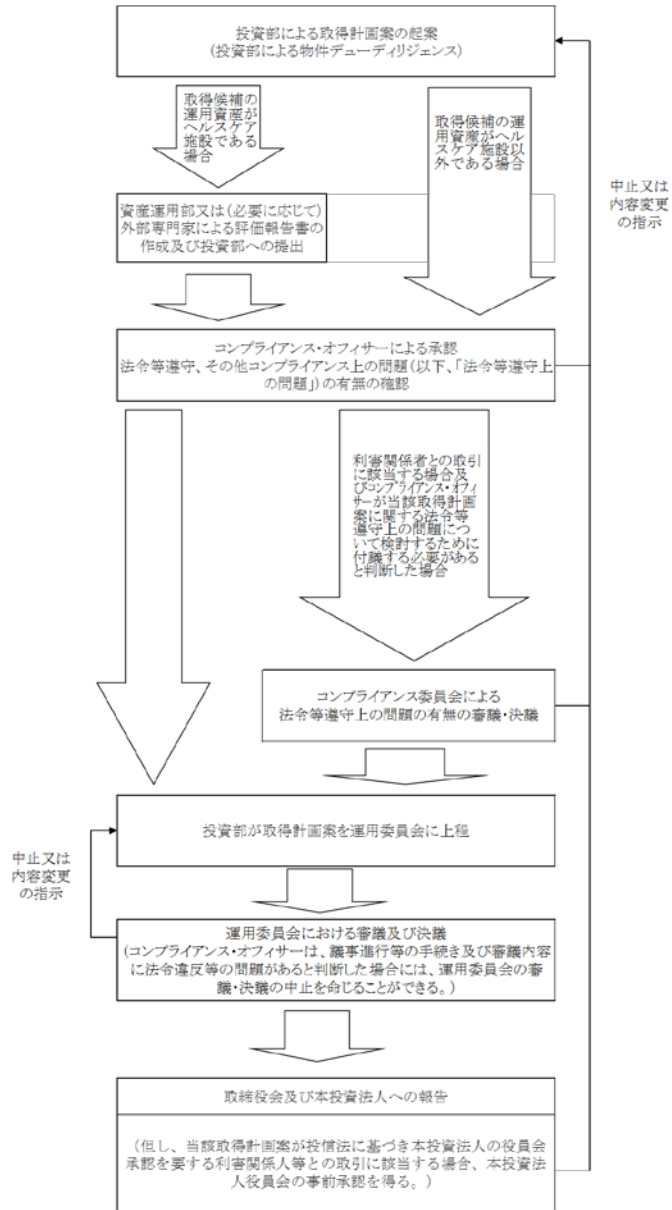 投資部による取得計画案の起案
(投資部による物件デューディリジェンス)
取得候補の
運用資産が
ヘルスケア
施設である
場合
取得候補の運
用資産がヘル
スケア施設以
外である場合
中止又は
内容変更
の指示
資産運用部又は(必要に応じて)
外部専門家による評価報告書の
作成及び投資部への提出
コンプライアンス・オフィサーによる承認
法令等遵守、その他コンプライアンス上の問題(以下、「法令等遵守上
の問題」)の有無の確認
利害関係者との取引
に該当する場合及
びコンプライアンス・オフィ
サーが当該取得計画
案に関する法令等
遵守上の問題につ
いて検討するために
付議する必要がある
と判断した場合
コンプライアンス委員会による
法令等遵守上の問題の有無の審議・決議
投資部が取得計画案を運用委員会に上程
中止又は
内容変更
の指示
運用委員会における審議及び決議
(コンプライアンス・オフィサーは、議事進行等の手続き及び審議内容
に法令違反等の問題があると判断した場合には、運用委員会の審
議・決議の中止を命じることができる。)
取締役会及び本投資法人への報告
(但し、当該取得計画案が投信法に基づき本投資法人の役員会
承認を要する利害関係人等との取引に該当する場合、本投資法
人役員会の事前承認を得る。)